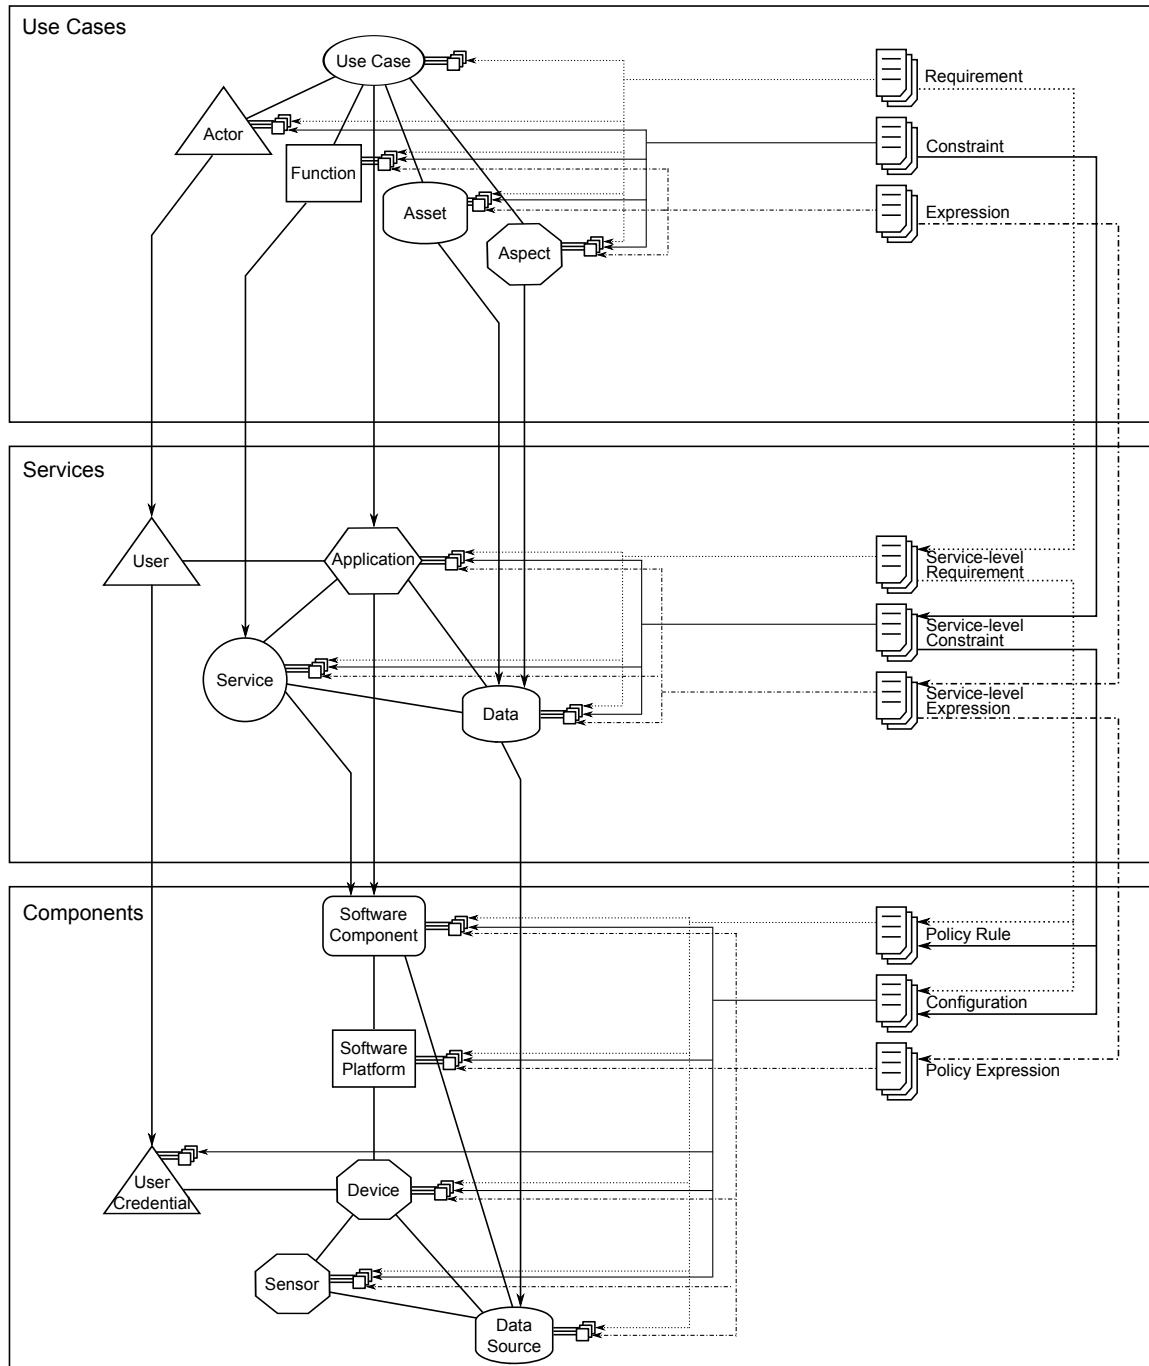 Use Cases
Use Case
Requirement
Actor
Constraint
Function
Asset
Expression
Aspect
Services
User
Application
Service-level
Requirement
Service-level
Constraint
Service
Data
Service-level
Expression
Components
Software
Component
Policy Rule
Configuration
Software
Platform
Policy Expression
User
Credential
Device
Sensor
Data
Source